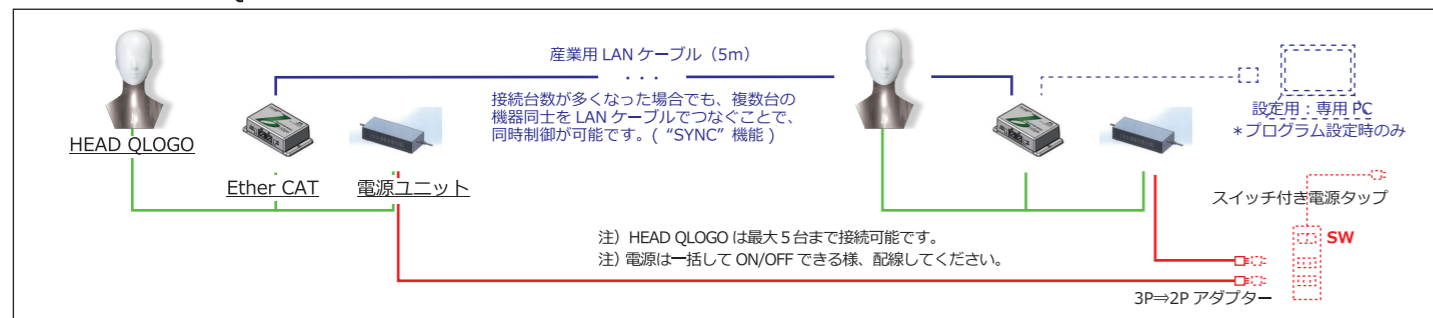 産業用 LAN ケーブル（5m）
・・・
接続台数が多くなった場合でも、複数台の
機器同士を LAN ケーブルでつなぐことで、
同時制御が可能です。( “SYNC” 機能 )
HEAD QLOGO
Ether CAT
電源ユニット
設定用：専用 PC
＊プログラム設定時のみ
スイッチ付き電源タップ
SW
注）HEAD QLOGO は最大 5 台まで接続可能です。
注）電源は一括して ON/OFF できる様、配線してください。
3P⇒2P アダプター